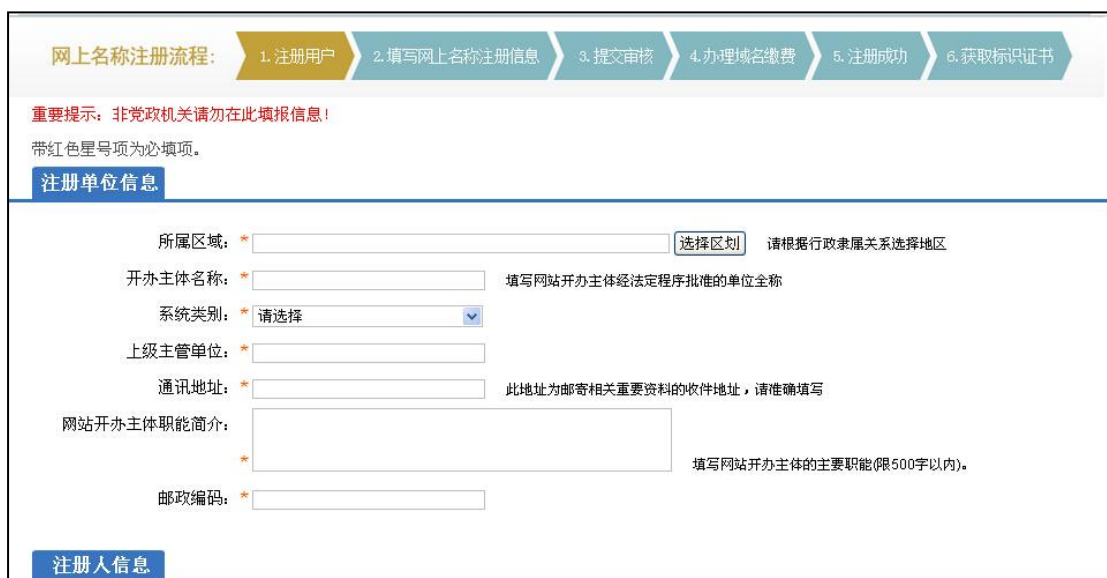 网上名称注册流程: 1.注册用户 2.填写网上名称注册信息 3.提交审核 4.办理域名缴费 5.注册成功 6.获取标识证书
重要提示：非党政机关请勿在此填报信息！
带红色星号项为必填项。
注册单位信息
所属区域：* 选择区划 请根据行政隶属关系选择地区
开办主体名称：* 填写网站开办主体经法定程序批准的单位全称
系统类别：* 请选择
上级主管单位：*
通讯地址：* 此地址为邮寄相关重要资料的收件地址，请准确填写
网站开办主体职能简介：
* 填写网站开办主体的主要职能(限500字以内)。
邮政编码：*
注册人信息